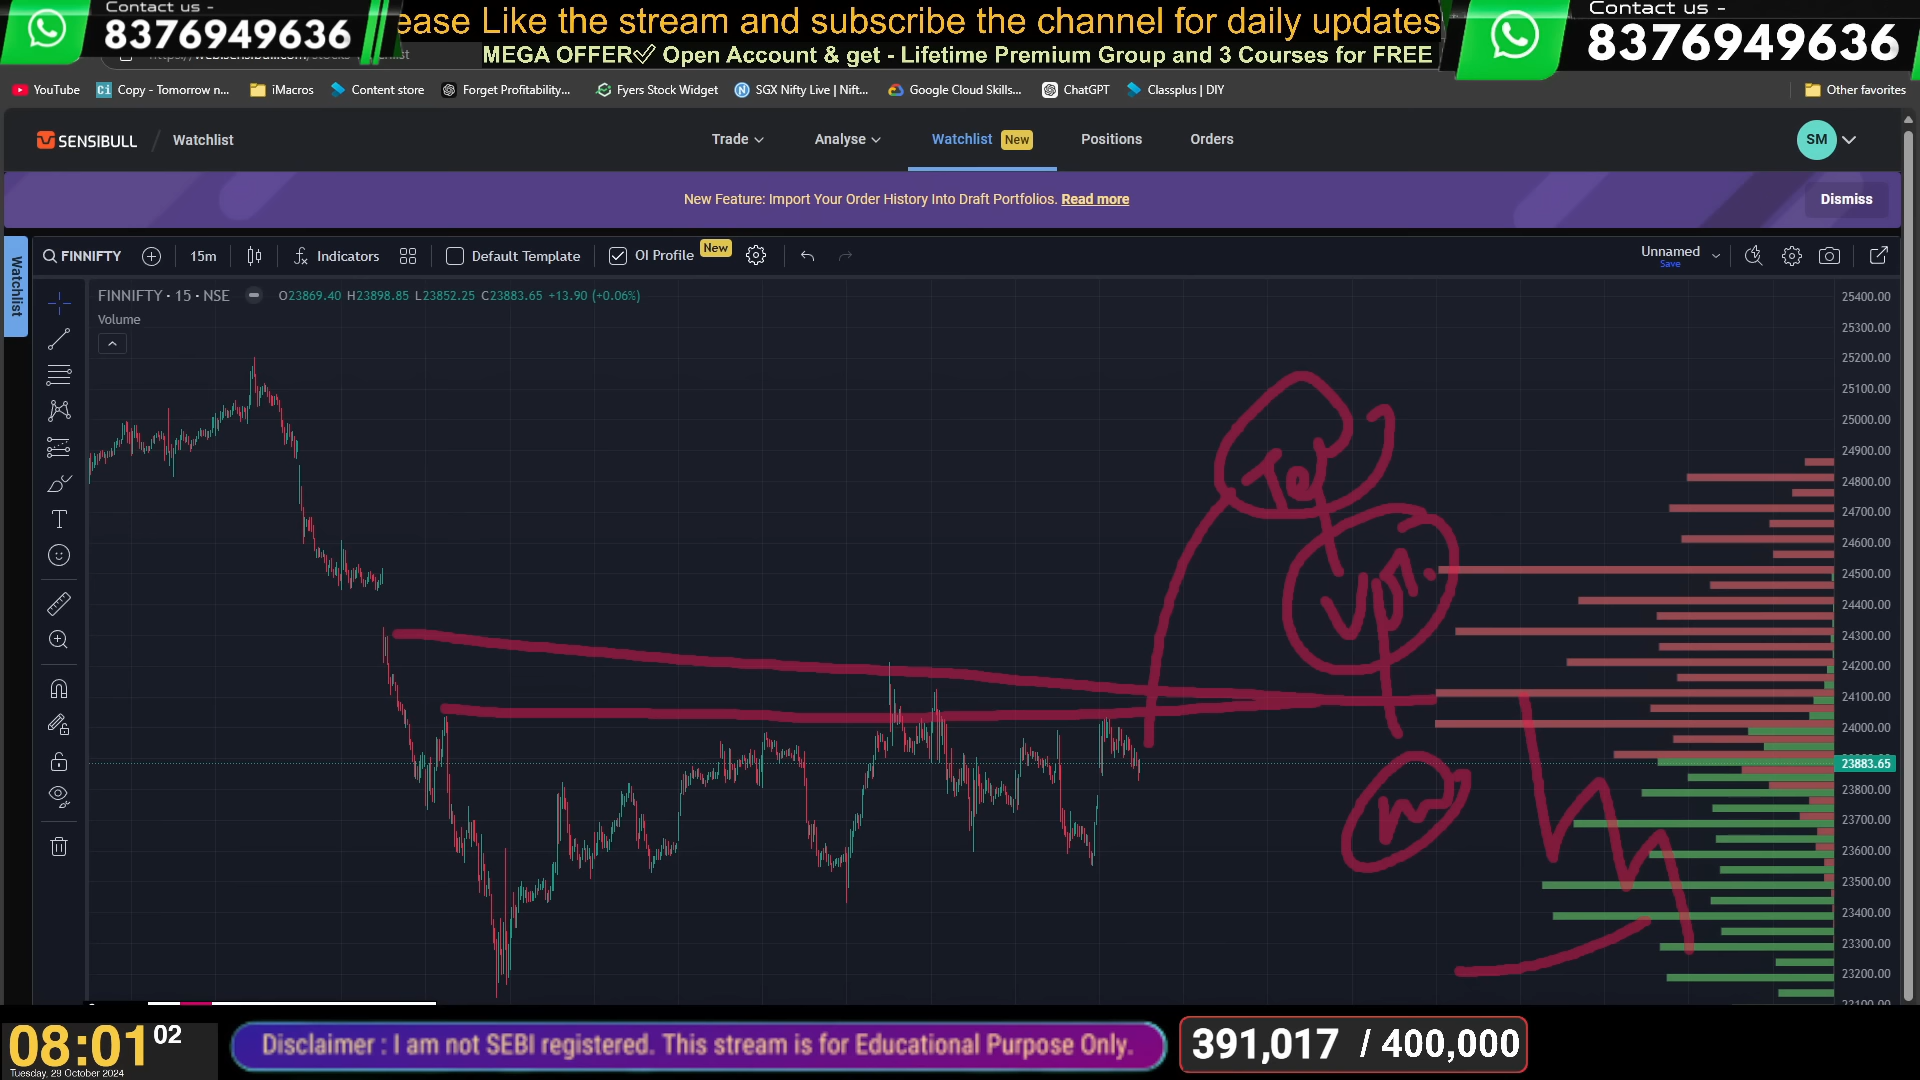 Contact us -
8376949636
ease Like the stream and subscribe the channel for daily updates
MEGA OFFER✓ Open Account & get - Lifetime Premium Group and 3 Courses for FREE
Contact us -
8376949636
YouTube
Copy - Tomorrow n...
iMacros
Content store
Forget Profitability...
Fyers Stock Widget
SGX Nifty Live | Nift...
Google Cloud Skills...
ChatGPT
Classplus | DIY
Other favorites
SENSIBULL / Watchlist
Trade
Analyse
Watchlist New
Positions
Orders
SM
New Feature: Import Your Order History Into Draft Portfolios. Read more
Dismiss
Watchlist
FINNIFTY
15m
Indicators
Default Template
OI Profile New
Unnamed
Save
FINNIFTY · 15 · NSE O23869.40 H23898.85 L23852.25 C23883.65 +13.90 (+0.06%)
Volume
25400.00
25300.00
25200.00
25100.00
25000.00
24900.00
24800.00
24700.00
24600.00
24500.00
24400.00
24300.00
24200.00
24100.00
24000.00
23883.65
23800.00
23700.00
23600.00
23500.00
23400.00
23300.00
23200.00
23100.00
08:01 02
Tuesday, 29 October 2024
Disclaimer : I am not SEBI registered. This stream is for Educational Purpose Only.
391,017 / 400,000